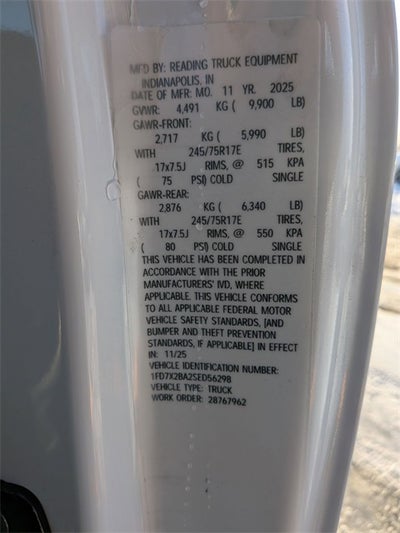 MFD BY: READING TRUCK EQUIPMENT
INDIANAPOLIS, IN
DATE OF MFR: MO. 11 YR. 2025
GVWR: 4,491 KG ( 9,900 LB)
GAWR-FRONT:
2,717 KG ( 5,990 LB)
WITH 245/75R17E TIRES,
17x7.5J RIMS, @ 515 KPA
( 75 PSI) COLD SINGLE
GAWR-REAR:
2,876 KG ( 6,340 LB)
WITH 245/75R17E TIRES,
17x7.5J RIMS, @ 550 KPA
( 80 PSI) COLD SINGLE
THIS VEHICLE HAS BEEN COMPLETED IN
ACCORDANCE WITH THE PRIOR
MANUFACTURERS' IVD, WHERE
APPLICABLE. THIS VEHICLE CONFORMS
TO ALL APPLICABLE FEDERAL MOTOR
VEHICLE SAFETY STANDARDS, [AND
BUMPER AND THEFT PREVENTION
STANDARDS, IF APPLICABLE] IN EFFECT
IN: 11/25
VEHICLE IDENTIFICATION NUMBER:
1FD7X2BA2SED56298
VEHICLE TYPE: TRUCK
WORK ORDER: 28767962